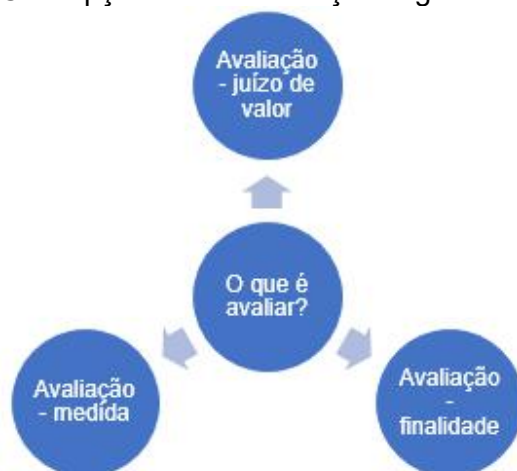 Avaliação
- juízo de
valor
O que é
avaliar?
Avaliação
- medida
Avaliação
-
finalidade